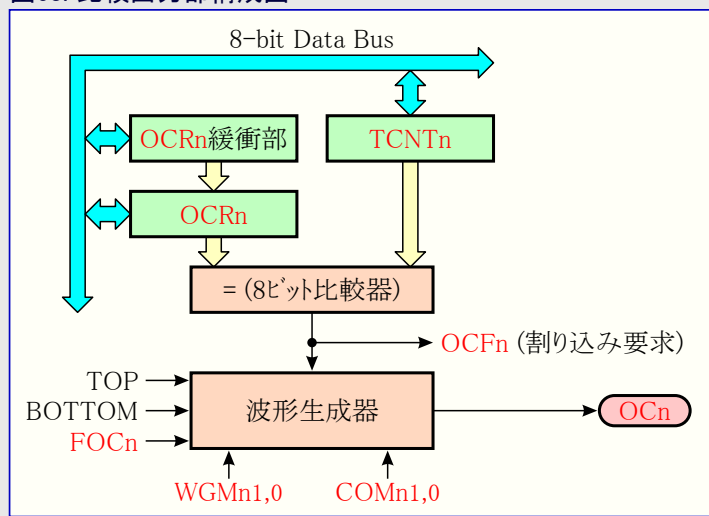 8-bit Data Bus
OCRn緩衝部
TCNTn
OCRn
= (8ビット比較器)
OCFn (割り込み要求)
TOP
BOTTOM
FOCn
波形生成器
OCn
WGMn1,0
COMn1,0